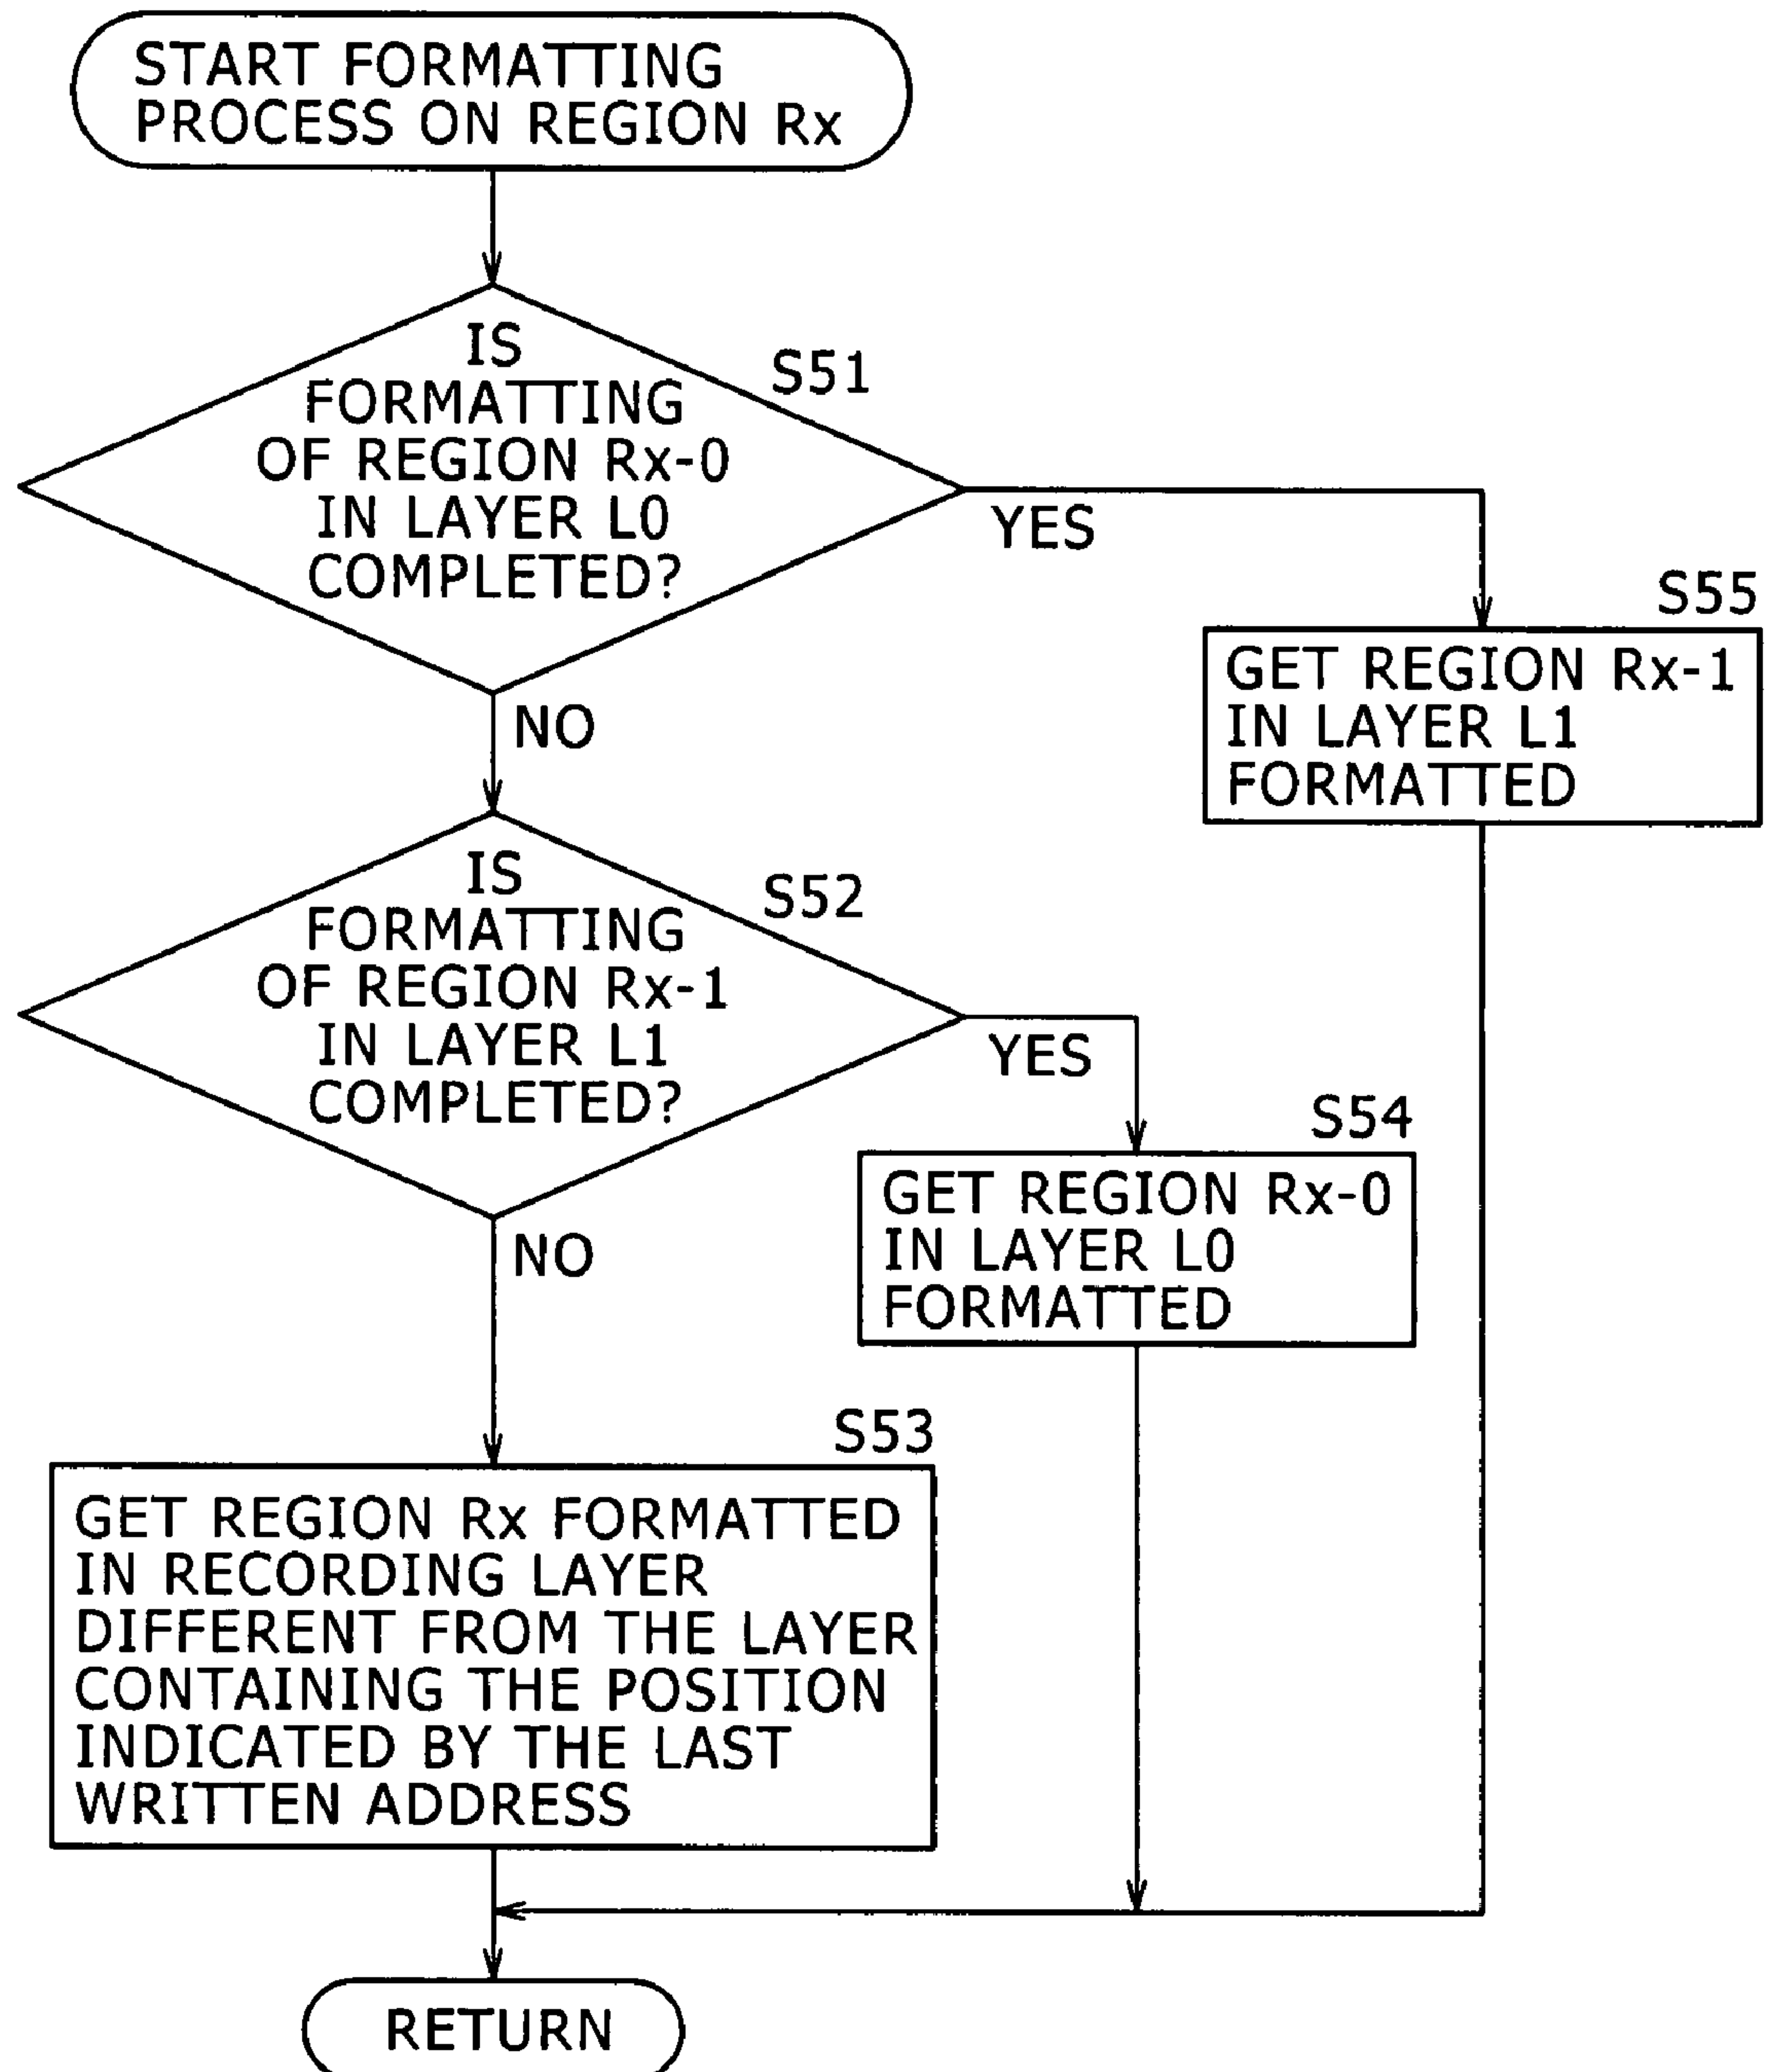 START FORMATTING
PROCESS ON REGION Rx
IS
FORMATTING
OF REGION Rx-0
IN LAYER L0
COMPLETED?
S51
YES
NO
S55
GET REGION Rx-1
IN LAYER L1
FORMATTED
IS
FORMATTING
OF REGION Rx-1
IN LAYER L1
COMPLETED?
S52
YES
NO
S54
GET REGION Rx-0
IN LAYER L0
FORMATTED
S53
GET REGION Rx FORMATTED
IN RECORDING LAYER
DIFFERENT FROM THE LAYER
CONTAINING THE POSITION
INDICATED BY THE LAST
WRITTEN ADDRESS
RETURN